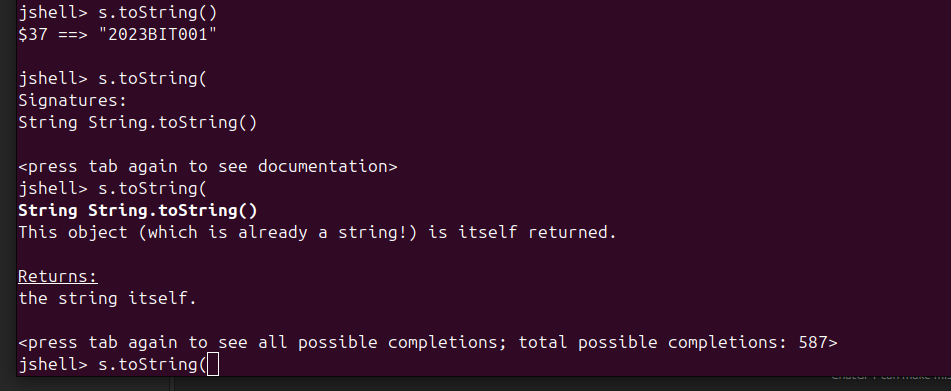 jshell> s.toString()
$37 ==> "2023BIT001"
jshell> s.toString(
Signatures:
String String.toString()
<press tab again to see documentation>
jshell> s.toString(
String String.toString()
This object (which is already a string!) is itself returned.
Returns:
the string itself.
<press tab again to see all possible completions; total possible completions: 587>
jshell> s.toString(